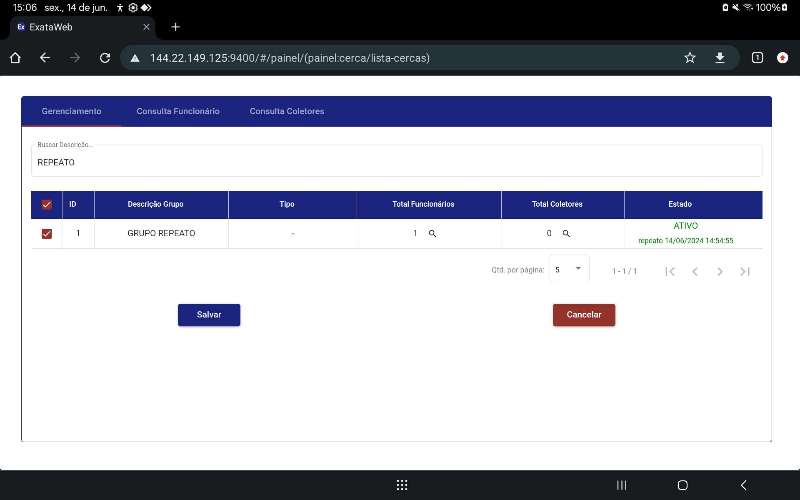 15:06 sex., 14 de jun. 100%
Ex ExataWeb
144.22.149.125:9400/#/painel/(painel:cerca/lista-cercas)
1
Gerenciamento Consulta Funcionário Consulta Coletores
Buscar Descrição...
REPEATO
ID Descrição Grupo Tipo Total Funcionários Total Coletores Estado
1 GRUPO REPEATO - 1 0 ATIVO
repeato 14/06/2024 14:54:55
Qtd. por página: 5 1 - 1 / 1
Salvar Cancelar